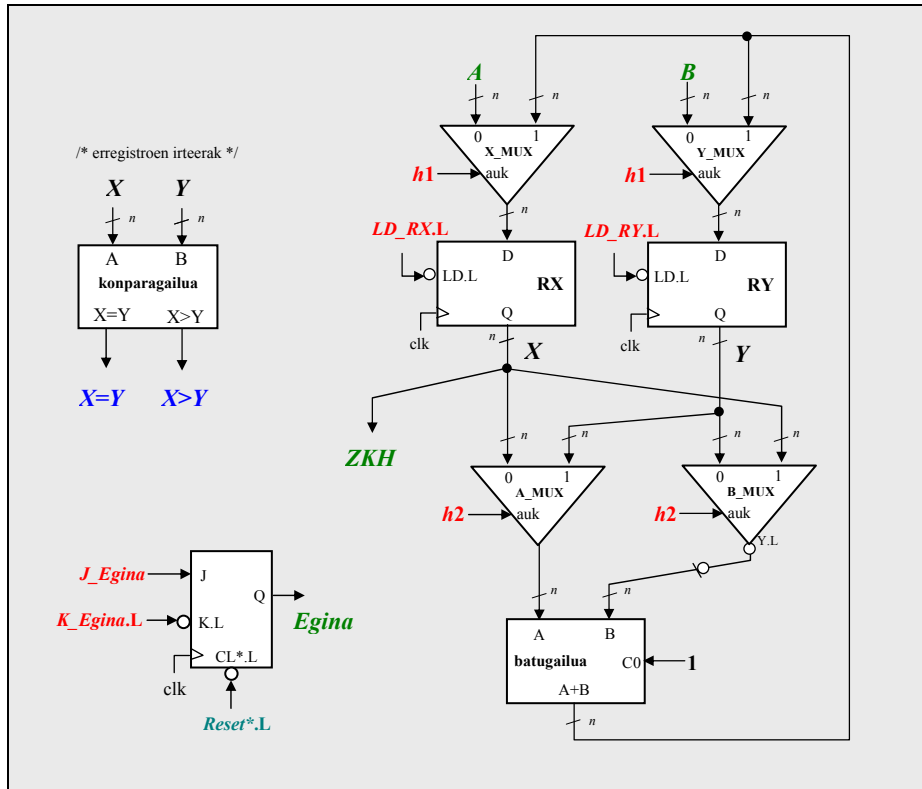 A
B
n
n
n
n
0
1
0
1
X_MUX
Y_MUX
/* erregistroen irteerak */
h1
auk
h1
auk
X
Y
n
n
n
n
LD_RX.L
LD_RY.L
A
B
D
D
konparagailua
LD.L
RX
LD.L
RY
X=Y
X>Y
Q
Q
clk
n
X
clk
n
Y
X=Y
X>Y
ZKH
n
n
n
n
0
1
0
1
A_MUX
B_MUX
h2
auk
h2
auk
Y.L
J_Egina
J
Q
n
n
K_Egina.L
K.L
Egina
A
B
CL*.L
batugailua
C0
1
clk
A+B
Reset*.L
n